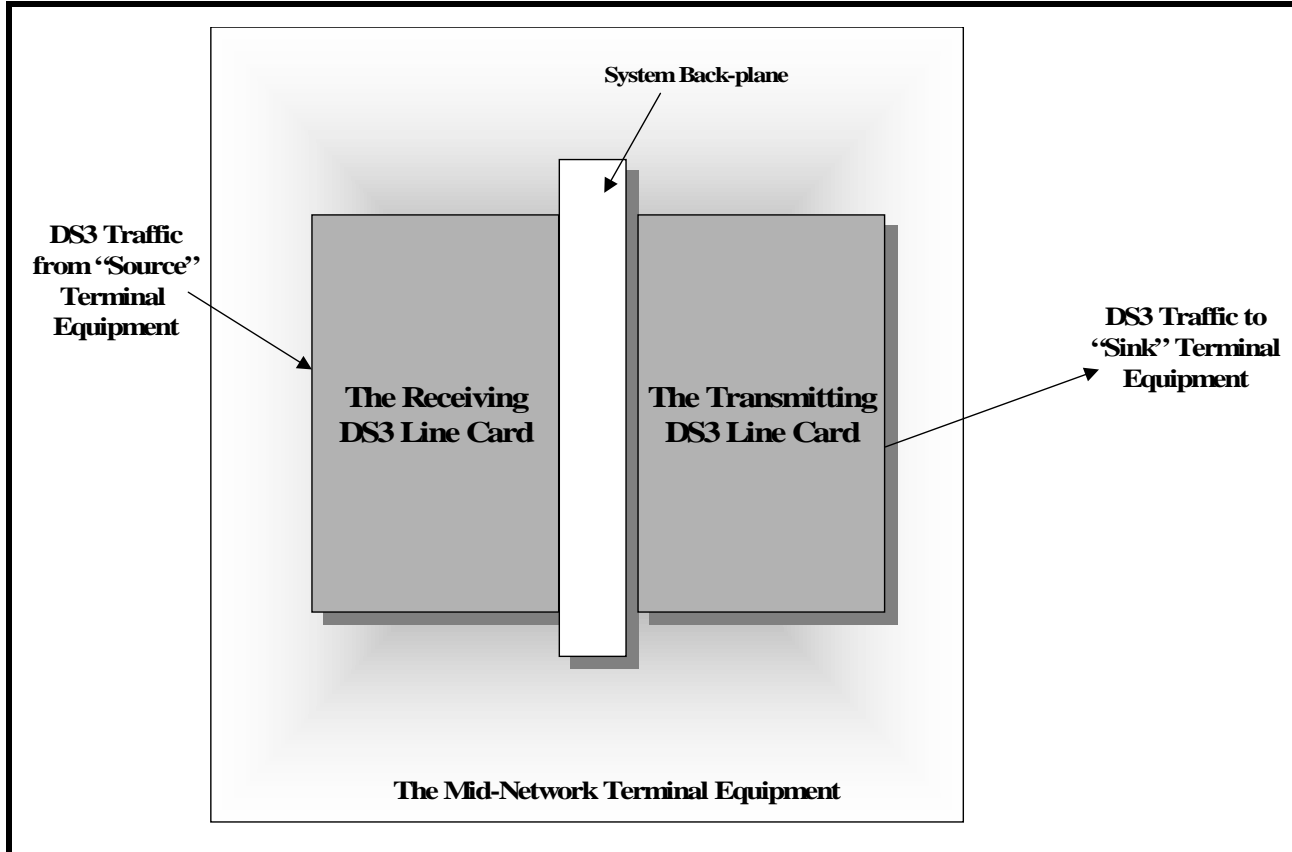 System Back-plane
DS3 Traffic
from “Source”
Terminal
Equipment
The Receiving
DS3 Line Card
The Transmitting
DS3 Line Card
DS3 Traffic to
“Sink” Terminal
Equipment
The Mid-Network Terminal Equipment